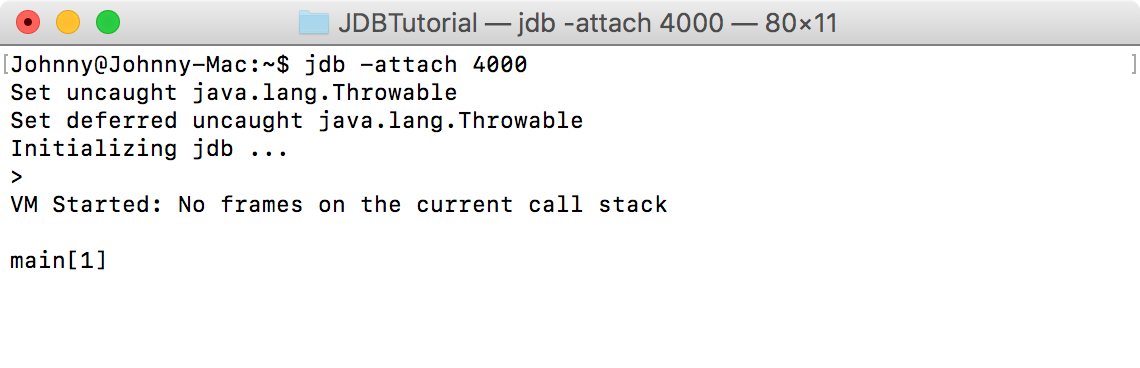 JDBTutorial — jdb -attach 4000 — 80×11
[Johnny@Johnny-Mac:~$ jdb -attach 4000 ]
Set uncaught java.lang.Throwable
Set deferred uncaught java.lang.Throwable
Initializing jdb ...
>
VM Started: No frames on the current call stack
main[1]